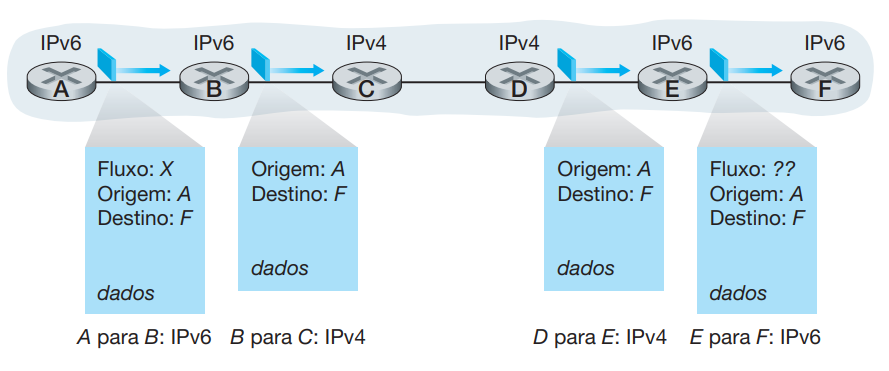 IPv6 IPv6 IPv4 IPv4 IPv6 IPv6
A B C D E F
Fluxo: X
Origem: A
Destino: F
dados
Origem: A
Destino: F
dados
Origem: A
Destino: F
dados
Fluxo: ??
Origem: A
Destino: F
dados
A para B: IPv6 B para C: IPv4 D para E: IPv4 E para F: IPv6